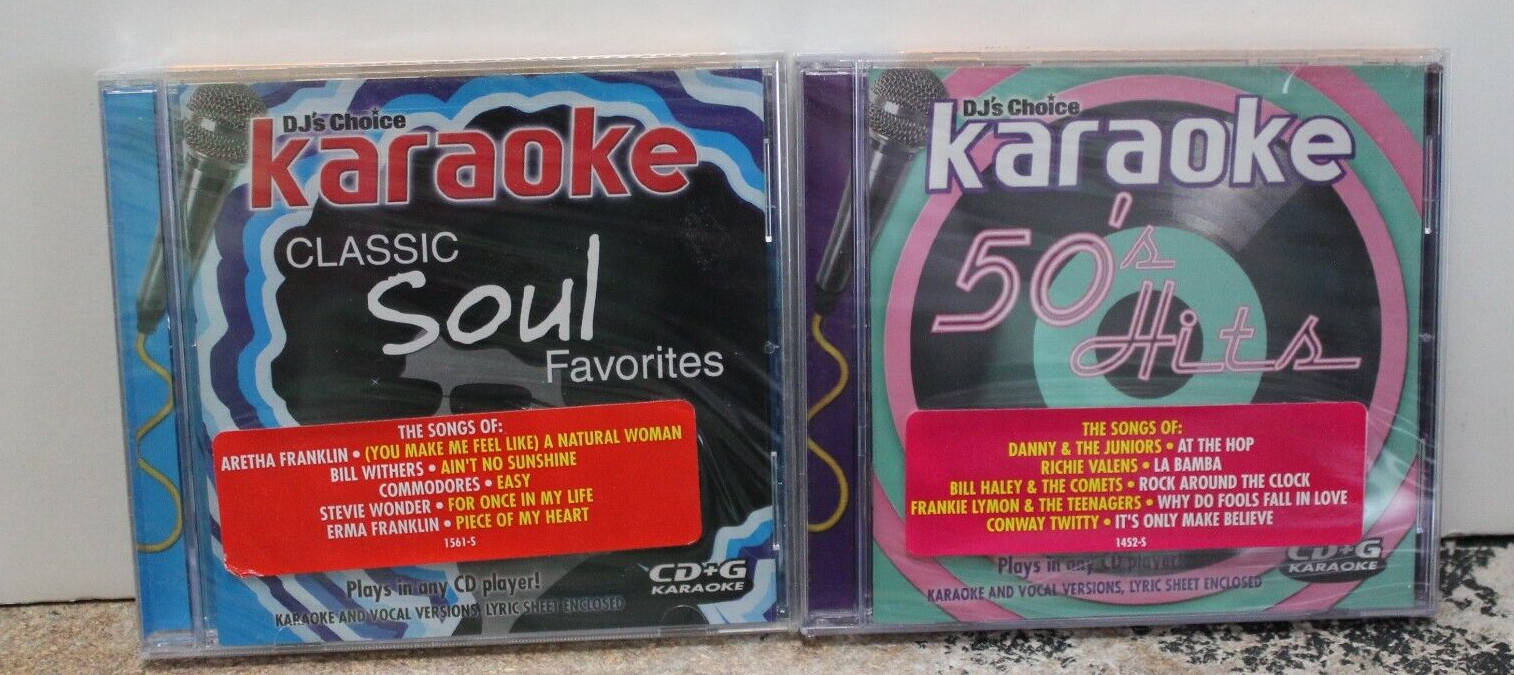 DJ's Choice
karaoke
CLASSIC
Soul
Favorites
THE SONGS OF:
ARETHA FRANKLIN • (YOU MAKE ME FEEL LIKE) A NATURAL WOMAN
BILL WITHERS • AIN'T NO SUNSHINE
COMMODORES • EASY
STEVIE WONDER • FOR ONCE IN MY LIFE
ERMA FRANKLIN • PIECE OF MY HEART
1561-S
Plays in any CD player!
KARAOKE AND VOCAL VERSIONS, LYRIC SHEET ENCLOSED
CD+G
KARAOKE
DJ's Choice
karaoke
50's
Hits
THE SONGS OF:
DANNY & THE JUNIORS • AT THE HOP
RICHIE VALENS • LA BAMBA
BILL HALEY & THE COMETS • ROCK AROUND THE CLOCK
FRANKIE LYMON & THE TEENAGERS • WHY DO FOOLS FALL IN LOVE
CONWAY TWITTY • IT'S ONLY MAKE BELIEVE
1452-S
Plays in any CD player!
KARAOKE AND VOCAL VERSIONS, LYRIC SHEET ENCLOSED
CD+G
KARAOKE